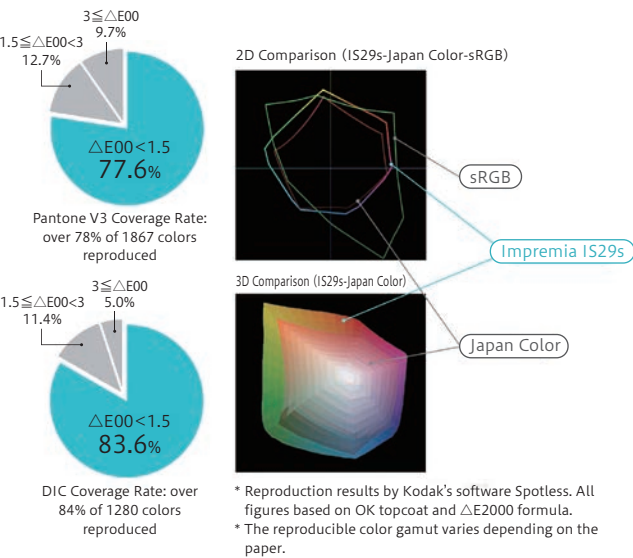 3≦△E00
9.7%
1.5≦△E00<3
12.7%
△E00<1.5
77.6%
Pantone V3 Coverage Rate:
over 78% of 1867 colors
reproduced
3≦△E00
5.0%
1.5≦△E00<3
11.4%
△E00<1.5
83.6%
DIC Coverage Rate: over
84% of 1280 colors
reproduced
2D Comparison (IS29s-Japan Color-sRGB)
sRGB
Impremia IS29s
3D Comparison (IS29s-Japan Color)
Japan Color
* Reproduction results by Kodak's software Spotless. All
figures based on OK topcoat and △E2000 formula.
* The reproducible color gamut varies depending on the
paper.